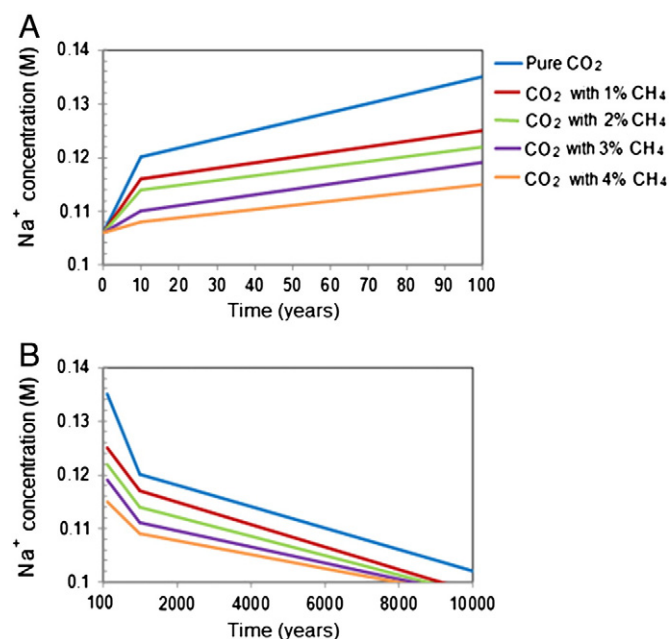 A
0.14
0.13
0.12
0.11
0.1
Na⁺ concentration (M)
0 10 20 30 40 50 60 70 80 90 100
Time (years)
Pure CO₂
CO₂ with 1% CH₄
CO₂ with 2% CH₄
CO₂ with 3% CH₄
CO₂ with 4% CH₄
B
0.14
0.13
0.12
0.11
0.1
Na⁺ concentration (M)
100 2000 4000 6000 8000 10000
Time (years)